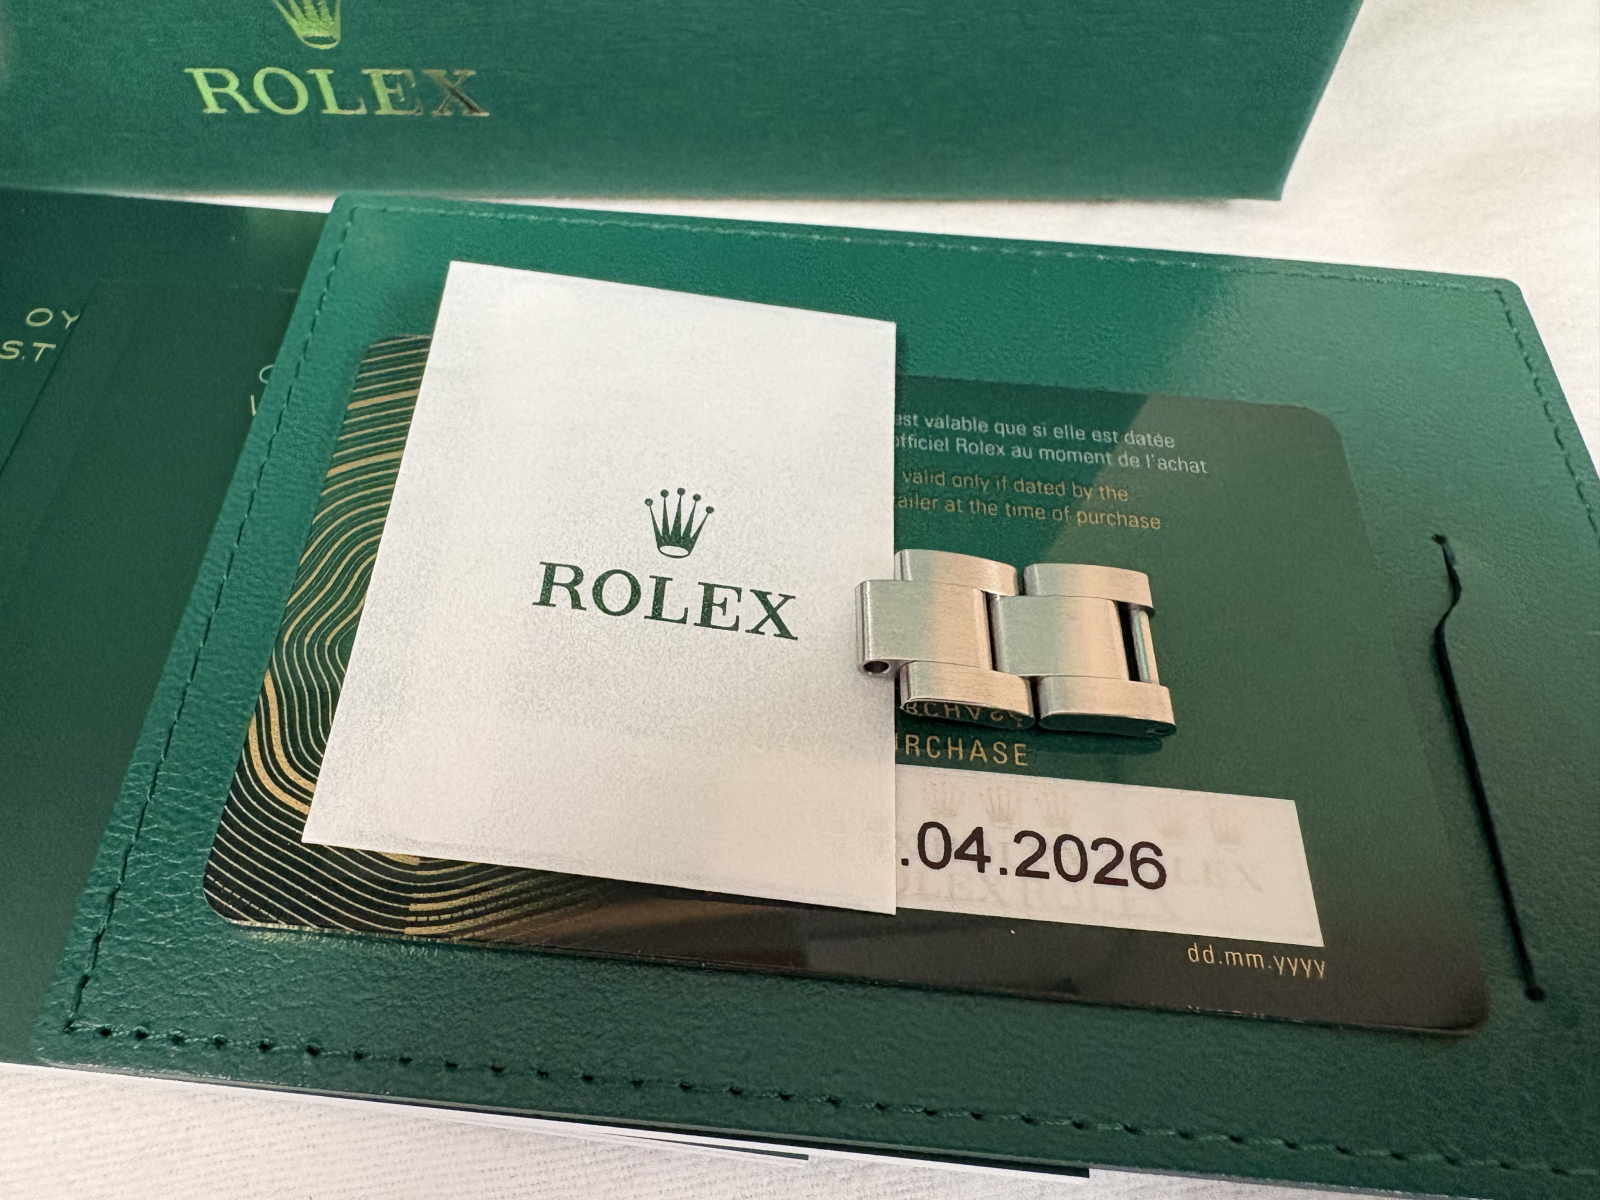 ROLEX
OY
S.T
est valable que si elle est datée
officiel Rolex au moment de l'achat
valid only if dated by the
ailer at the time of purchase
ROLEX
URCHASE
.04.2026
dd.mm.yyyy